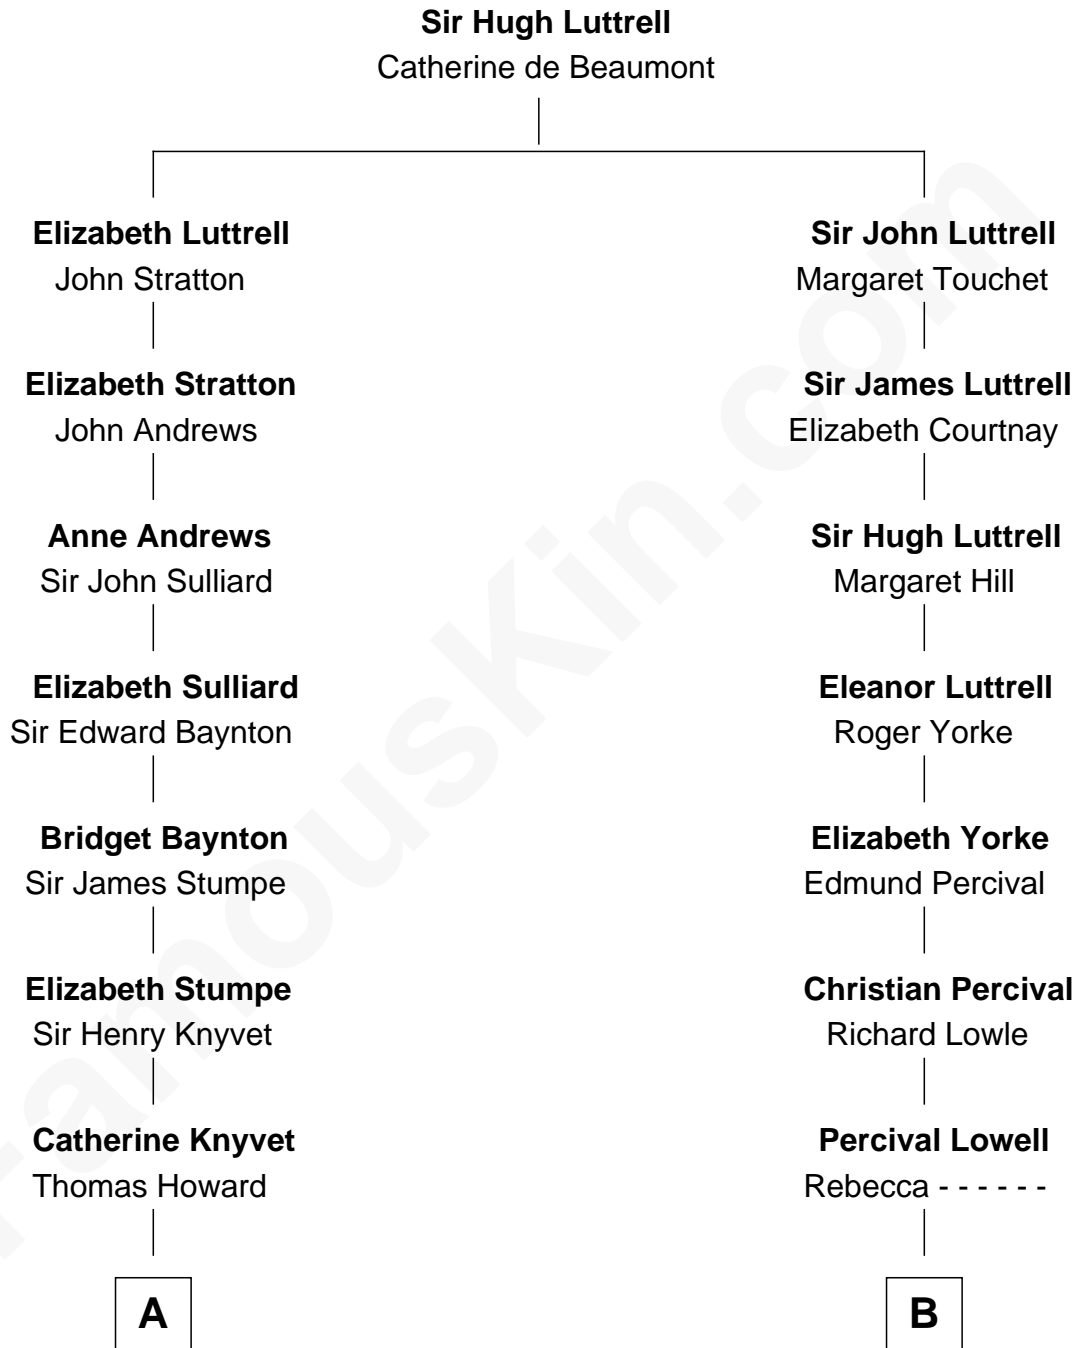 Sir Hugh Luttrell
Catherine de Beaumont
Elizabeth Luttrell
John Stratton
Sir John Luttrell
Margaret Touchet
Elizabeth Stratton
John Andrews
Sir James Luttrell
Elizabeth Courtnay
Anne Andrews
Sir John Sulliard
Sir Hugh Luttrell
Margaret Hill
Elizabeth Sulliard
Sir Edward Baynton
Eleanor Luttrell
Roger Yorke
Bridget Baynton
Sir James Stumpe
Elizabeth Yorke
Edmund Percival
Elizabeth Stumpe
Sir Henry Knyvet
Christian Percival
Richard Lowle
Catherine Knyvet
Thomas Howard
Percival Lowell
Rebecca - - - - - -
A
B
FamousKin.com